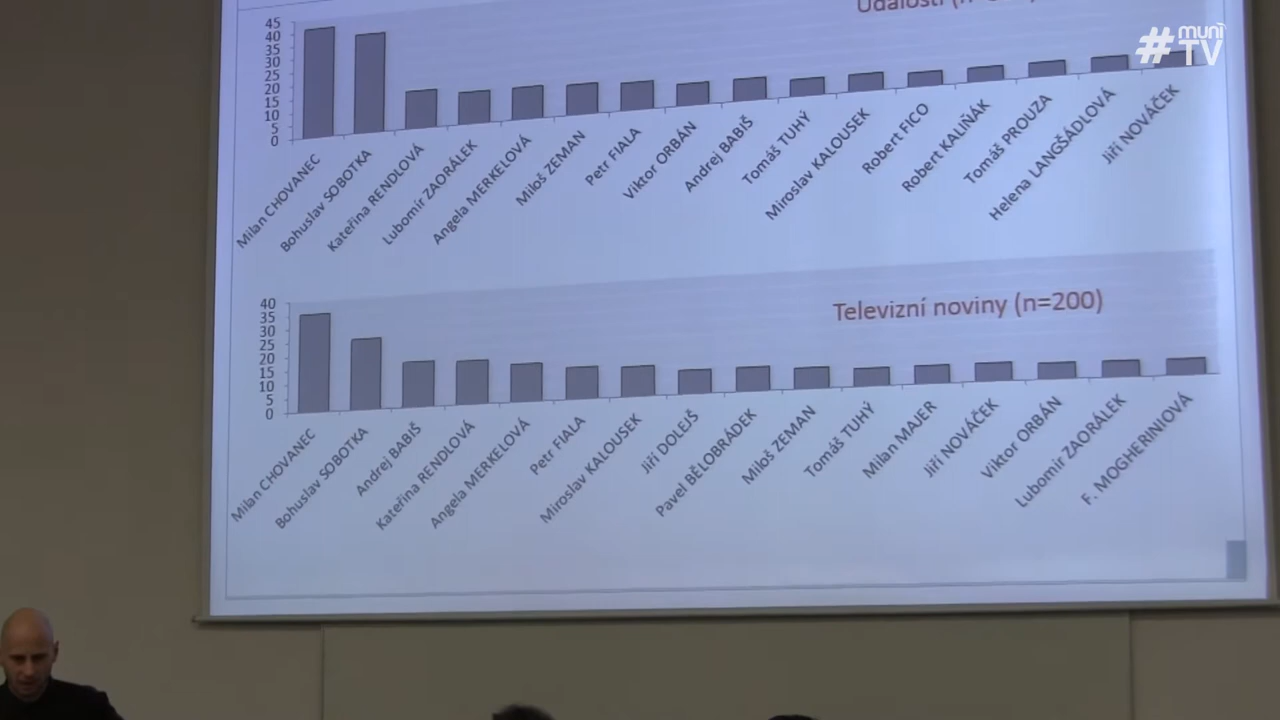 Události (n=
#muni TV
45
40
35
30
25
20
15
10
5
0
Milan CHOVANEC
Bohuslav SOBOTKA
Kateřina RENDLOVÁ
Lubomír ZAORÁLEK
Angela MERKELOVÁ
Miloš ZEMAN
Petr FIALA
Viktor ORBÁN
Andrej BABIŠ
Tomáš TUHÝ
Miroslav KALOUSEK
Robert FICO
Robert KALIŇÁK
Tomáš PROUZA
Helena LANGŠÁDLOVÁ
Jiří NOVÁČEK
Televizní noviny (n=200)
40
35
30
25
20
15
10
5
0
Milan CHOVANEC
Bohuslav SOBOTKA
Andrej BABIŠ
Kateřina RENDLOVÁ
Angela MERKELOVÁ
Petr FIALA
Miroslav KALOUSEK
Jiří DOLEJŠ
Pavel BĚLOBRÁDEK
Miloš ZEMAN
Tomáš TUHÝ
Milan MAJER
Jiří NOVÁČEK
Viktor ORBÁN
Lubomír ZAORÁLEK
F. MOGHERINIOVÁ